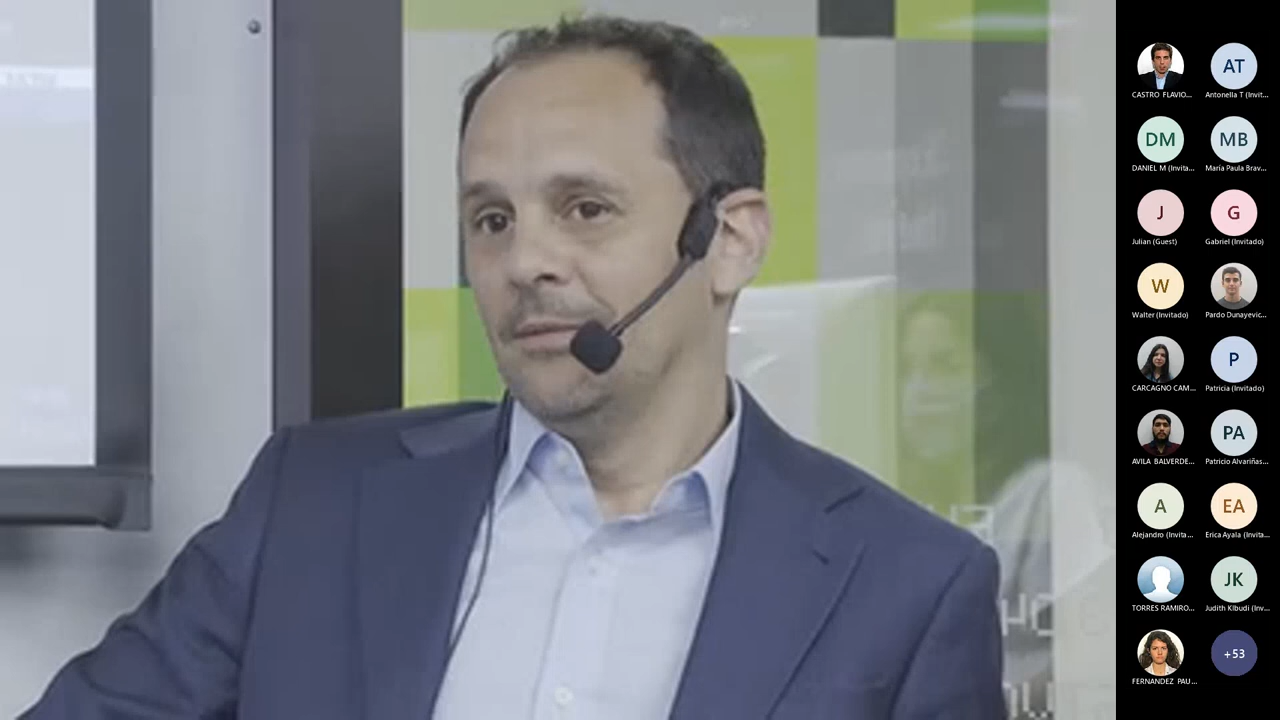 AT
CASTRO FLAVIO...
Antonella T (Invit...
DM
MB
DANIEL M (Invita...
María Paula Brav...
J
G
Julian (Guest)
Gabriel (Invitado)
W
Walter (Invitado)
Pardo Dunayevic...
P
CARCAGNO CAM...
Patricia (Invitado)
PA
AVILA BALVERDE...
Patricio Alvariñas...
A
EA
Alejandro (Invita...
Erica Ayala (Invita...
JK
TORRES RAMIRO...
Judith Klbudi (Inv...
+53
FERNANDEZ PAU...